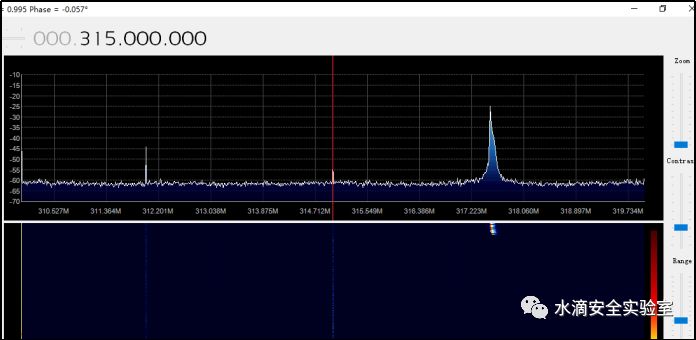 = 0.995 Phase = -0.057°
000.315.000.000
Zoom
-10
-15
-20
-25
-30
-35
-40
-45
-50
-55
-60
-65
-70
310.527M 311.364M 312.201M 313.038M 313.875M 314.712M 315.549M 316.386M 317.223M 318.060M 318.897M 319.734M
Contras
Range
水滴安全实验室